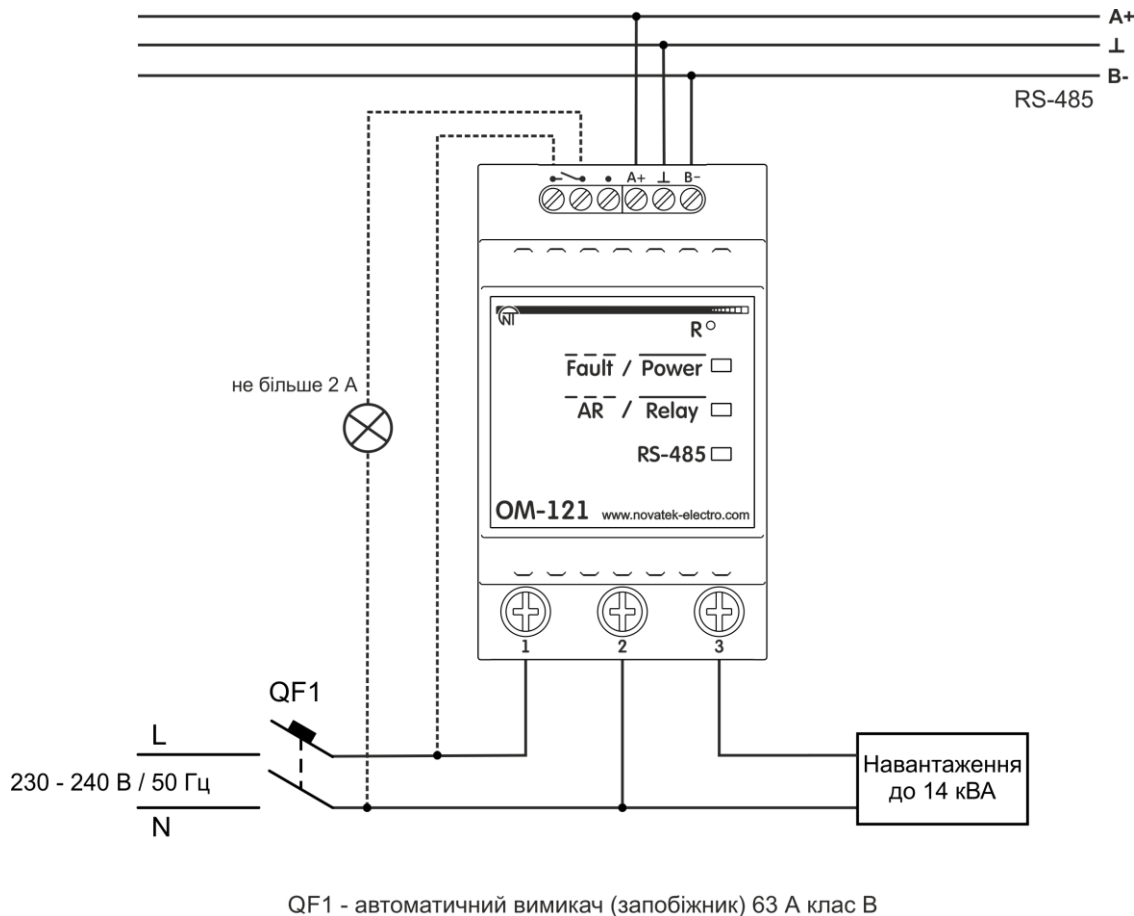 A+
⊥
B-
RS-485
A+ ⊥ B-
NT
R
Fault / Power
AR / Relay
RS-485
OM-121 www.novatek-electro.com
не більше 2 А
1 2 3
QF1
L
230 - 240 В / 50 Гц
N
Навантаження
до 14 кВА
QF1 - автоматичний вимикач (запобіжник) 63 А клас В